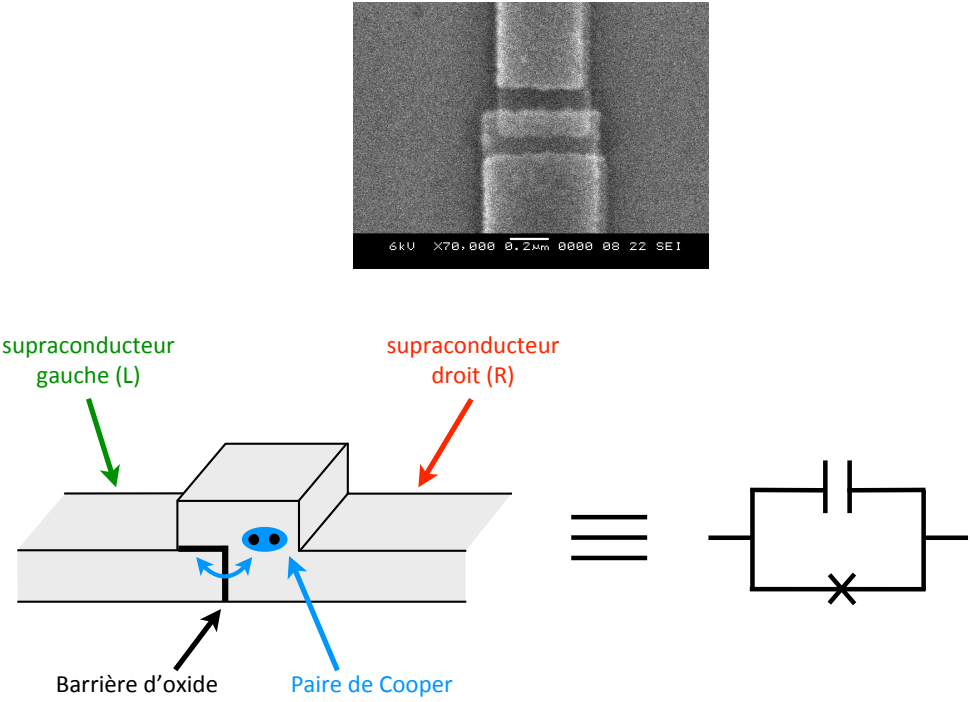 6kV X70,000 0.2μm 0000 08 22 SEI
supraconducteur
gauche (L)
supraconducteur
droit (R)
Barrière d'oxide
Paire de Cooper